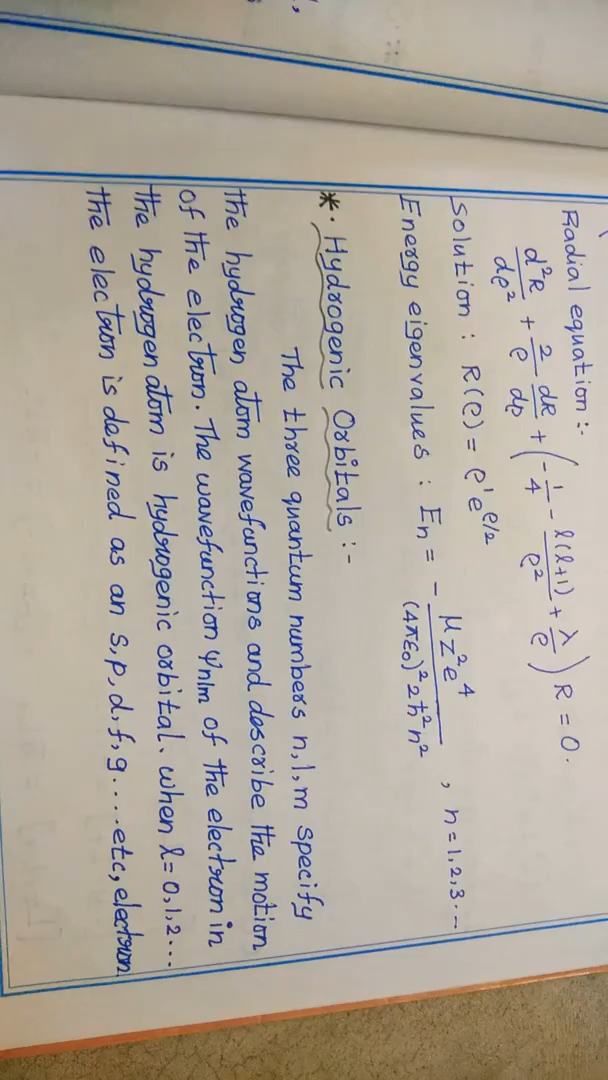 Radial equation :-
d²R/dρ² + 2/ρ dR/dρ + (-1/4 - l(l+1)/ρ² + λ/ρ) R = 0.
Solution : R(ρ) = ρ' e^ρ/2
Energy eigenvalues : En = - μz²e⁴/(4πε₀)²2ħ²n² , n = 1, 2, 3 ...
*. Hydrogenic Orbitals :-
The three quantum numbers n, l, m specify
the hydrogen atom wavefunctions and describe the motion
of the electron. The wavefunction Ψnlm of the electron in
the hydrogen atom is hydrogenic orbital. when l = 0, 1, 2 ...
the electron is defined as an s, p, d, f, g .... etc, electron